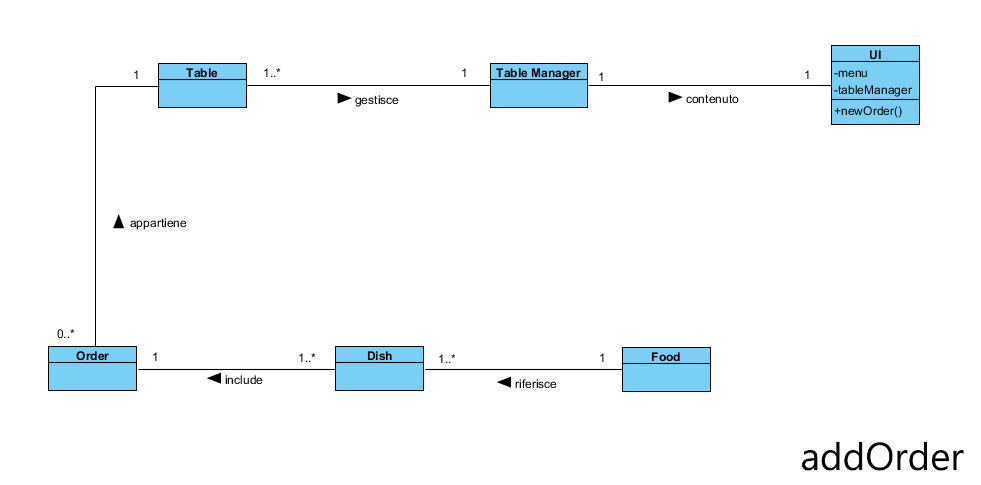 UI
-menu
-tableManager
+newOrder()
1
Table
1..*
1
Table Manager
1
1
gestisce
contenuto
appartiene
0..*
Order
1
1..*
Dish
1..*
1
Food
include
riferisce
addOrder